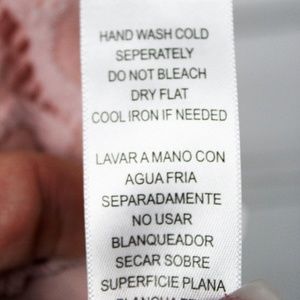 HAND WASH COLD
SEPERATELY
DO NOT BLEACH
DRY FLAT
COOL IRON IF NEEDED
LAVAR A MANO CON
AGUA FRIA
SEPARADAMENTE
NO USAR
BLANQUEADOR
SECAR SOBRE
SUPERFICIE PLANA